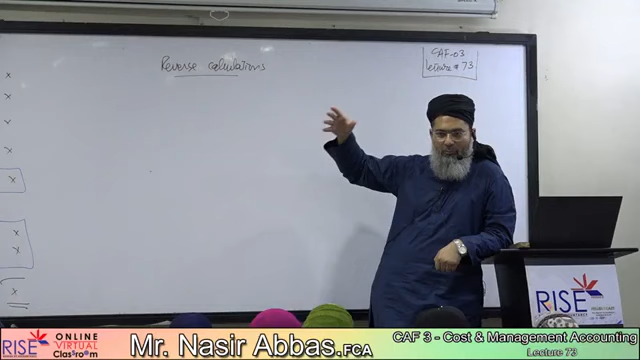 Reverse calculations
CAF-03
Lecture # 73
x
x
x
x
x
x
x
x
RISE
RISE
ONLINE
VIRTUAL
Classroom
Mr. Nasir Abbas.FCA
CAF 3 - Cost & Management Accounting
Lecture 73